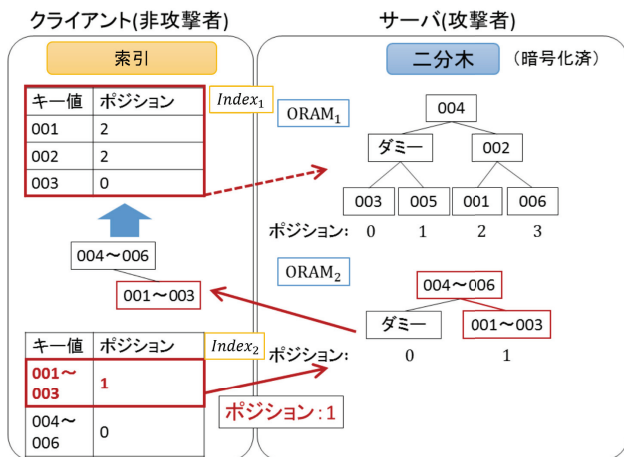 クライアント(非攻撃者)
索引
キー値 ポジション
001 2
002 2
003 0
Index₁
004～006
001～003
キー値 ポジション
001～003 1
004～006 0
Index₂
ポジション:1
サーバ(攻撃者)
二分木 (暗号化済)
ORAM₁
004
ダミー 002
003 005 001 006
ポジション: 0 1 2 3
ORAM₂
004～006
ダミー 001～003
ポジション: 0 1